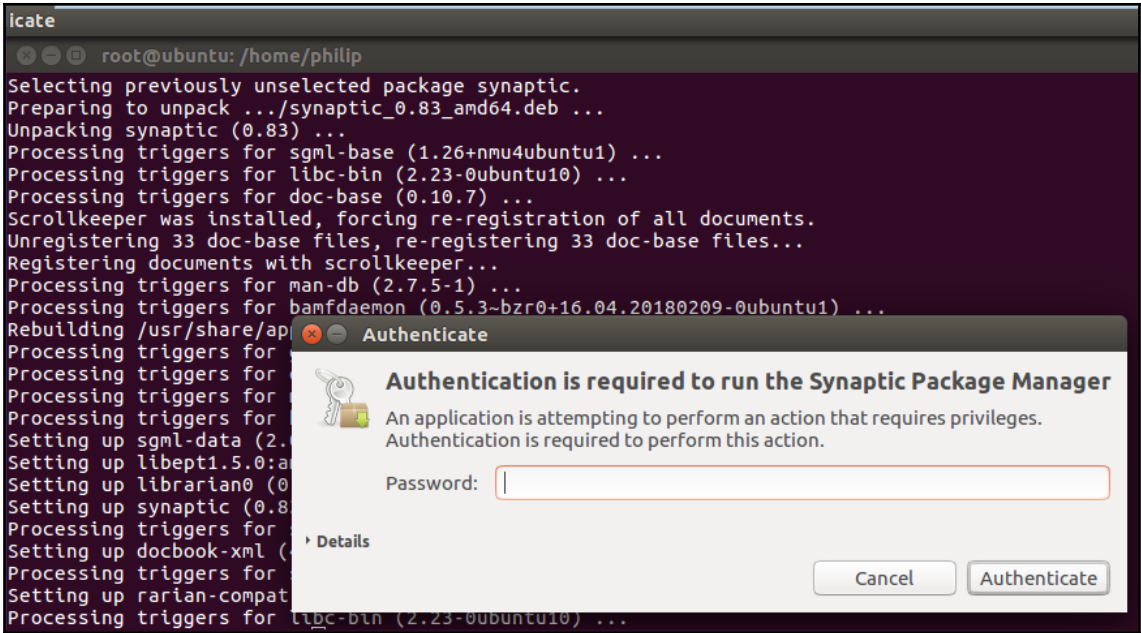 icate
root@ubuntu: /home/philip
Selecting previously unselected package synaptic.
Preparing to unpack .../synaptic_0.83_amd64.deb ...
Unpacking synaptic (0.83) ...
Processing triggers for sgml-base (1.26+nmu4ubuntu1) ...
Processing triggers for libc-bin (2.23-0ubuntu10) ...
Processing triggers for doc-base (0.10.7) ...
Scrollkeeper was installed, forcing re-registration of all documents.
Unregistering 33 doc-base files, re-registering 33 doc-base files...
Registering documents with scrollkeeper...
Processing triggers for man-db (2.7.5-1) ...
Processing triggers for bamfdaemon (0.5.3~bzr0+16.04.20180209-0ubuntu1) ...
Rebuilding /usr/share/ap
Processing triggers for
Processing triggers for
Processing triggers for
Processing triggers for
Setting up sgml-data (2.
Setting up libept1.5.0:a
Setting up librarian0 (0
Setting up synaptic (0.8
Processing triggers for
Setting up docbook-xml (
Processing triggers for
Setting up rarian-compat
Processing triggers for libc-bin (2.23-0ubuntu10) ...
Authenticate
Authentication is required to run the Synaptic Package Manager
An application is attempting to perform an action that requires privileges.
Authentication is required to perform this action.
Password:
Details
Cancel
Authenticate